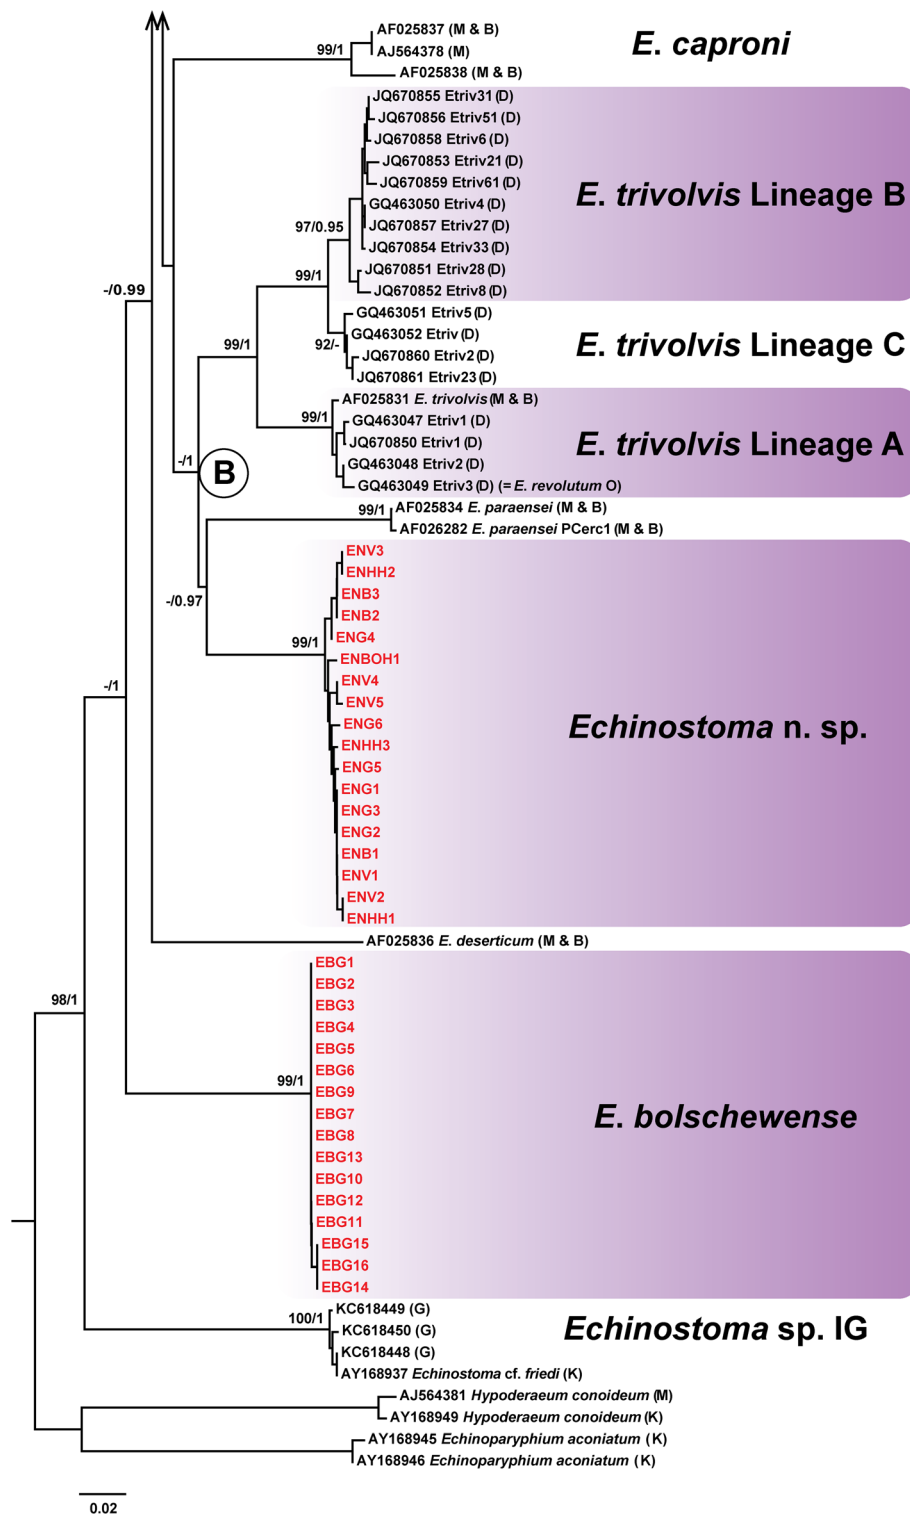 AF025837 (M & B)
99/1
AJ564378 (M)
E. caproni
AF025838 (M & B)
JQ670855 Etriv31 (D)
JQ670856 Etriv51 (D)
JQ670858 Etriv6 (D)
JQ670853 Etriv21 (D)
JQ670859 Etriv61 (D)
E. trivolvis Lineage B
GQ463050 Etriv4 (D)
97/0.95
JQ670857 Etriv27 (D)
JQ670854 Etriv33 (D)
JQ670851 Etriv28 (D)
99/1
-/0.99
JQ670852 Etriv8 (D)
GQ463051 Etriv5 (D)
GQ463052 Etriv (D)
99/1
92/-
E. trivolvis Lineage C
JQ670860 Etriv2 (D)
JQ670861 Etriv23 (D)
AF025831 E. trivolvis (M & B)
99/1
GQ463047 Etriv1 (D)
JQ670850 Etriv1 (D)
E. trivolvis Lineage A
GQ463048 Etriv2 (D)
-/1
B
GQ463049 Etriv3 (D) (= E. revolutum O)
99/1
AF025834 E. paraensei (M & B)
AF026282 E. paraensei PCerc1 (M & B)
ENV3
ENHH2
ENB3
-/0.97
ENB2
ENG4
99/1
ENBOH1
ENV4
-/1
ENV5
ENG6
Echinostoma n. sp.
ENHH3
ENG5
ENG1
ENG3
ENG2
ENB1
ENV1
ENV2
ENHH1
AF025836 E. deserticum (M & B)
EBG1
EBG2
98/1
EBG3
EBG4
EBG5
EBG6
99/1
EBG9
EBG7
E. bolschewense
EBG8
EBG13
EBG10
EBG12
EBG11
EBG15
EBG16
EBG14
KC618449 (G)
100/1
KC618450 (G)
Echinostoma sp. IG
KC618448 (G)
AY168937 Echinostoma cf. friedi (K)
AJ564381 Hypoderaeum conoideum (M)
AY168949 Hypoderaeum conoideum (K)
AY168945 Echinoparyphium aconiatum (K)
AY168946 Echinoparyphium aconiatum (K)
0.02